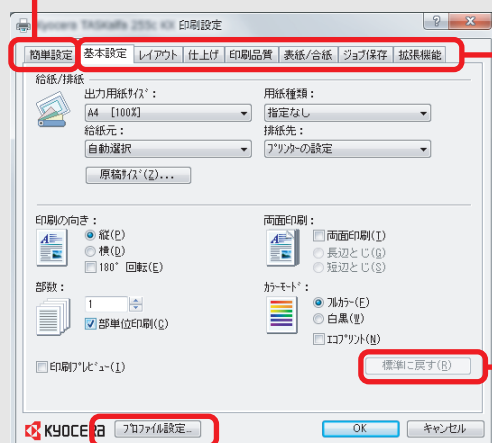 Kyocera TASKalfa 255c KX 印刷設定
簡単設定 基本設定 レイアウト 仕上げ 印刷品質 表紙/合紙 ジョブ保存 拡張機能
給紙/排紙
出力用紙ｻｲｽﾞ: 用紙種類:
A4 [100%] 指定なし
給紙元: 排紙先:
自動選択 ﾌﾟﾘﾝﾀｰの設定
原稿ｻｲｽﾞ(Z)...
印刷の向き: 両面印刷:
縦(P) 両面印刷(T)
横(D) 長辺とじ(G)
180° 回転(E) 短辺とじ(S)
部数: ｶﾗｰﾓｰﾄﾞ:
1 ﾌﾙｶﾗｰ(F)
部単位印刷(C) 白黒(W)
ｴｺﾌﾟﾘﾝﾄ(N)
印刷ﾌﾟﾚﾋﾞｭｰ(I) 標準に戻す(R)
KYOCERA ﾌﾟﾛﾌｧｲﾙ設定... OK ｷｬﾝｾﾙ